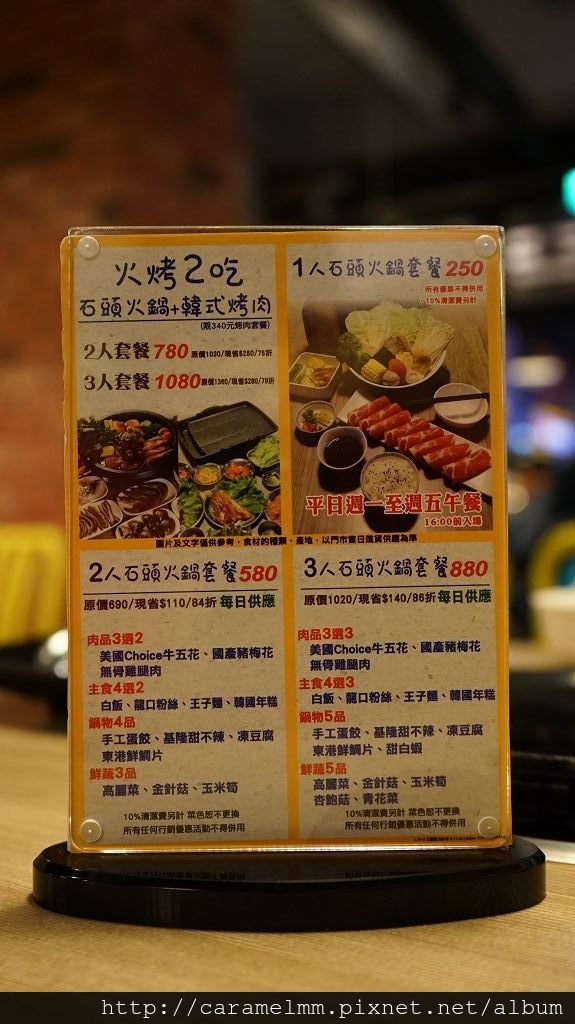 火烤2吃
石頭火鍋+韓式烤肉
(限340元烤肉套餐)
2人套餐 780 原價1030/現省$250/76折
3人套餐 1080 原價1360/現省$280/79折
1人石頭火鍋套餐 250
·所有優惠不得併用
·10%清潔費另計
平日週一至週五午餐
16:00前入場
圖片及文字僅供參考,食材的種類、產地,以門市當日進貨供應為準
2人石頭火鍋套餐 580
原價690/現省$110/84折 每日供應
肉品3選2
美國Choice牛五花、國產豬梅花
無骨雞腿肉
主食4選2
白飯、龍口粉絲、王子麵、韓國年糕
鍋物4品
手工蛋餃、基隆甜不辣、凍豆腐
東港鮮鯛片
鮮蔬3品
高麗菜、金針菇、玉米筍
10%清潔費另計 菜色恕不更換
所有任何行銷優惠活動不得併用
3人石頭火鍋套餐 880
原價1020/現省$140/86折 每日供應
肉品3選3
美國Choice牛五花、國產豬梅花
無骨雞腿肉
主食4選3
白飯、龍口粉絲、王子麵、韓國年糕
鍋物5品
手工蛋餃、基隆甜不辣、凍豆腐
東港鮮鯛片、甜白蝦
鮮蔬5品
高麗菜、金針菇、玉米筍
杏鮑菇、青花菜
10%清潔費另計 菜色恕不更換
所有任何行銷優惠活動不得併用
http://caramelmm.pixnet.net/album